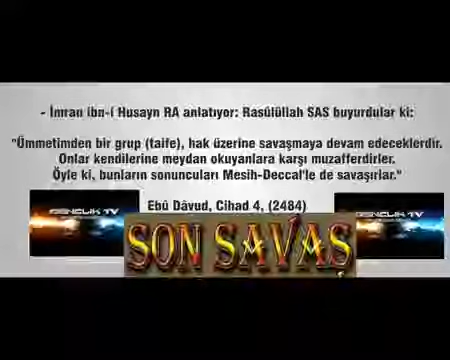 - İmran ibn-i Husayn RA anlatıyor: Rasûlüllah SAS buyurdular ki:
"Ümmetimden bir grup (taife), hak üzerine savaşmaya devam edeceklerdir.
Onlar kendilerine meydan okuyanlara karşı muzafferdirler.
Öyle ki, bunların sonuncuları Mesih-Deccal'le de savaşırlar."
Ebû Dâvud, Cihad 4, (2484)
GENCLIK TV
GENCLIK TV
SON SAVAŞ